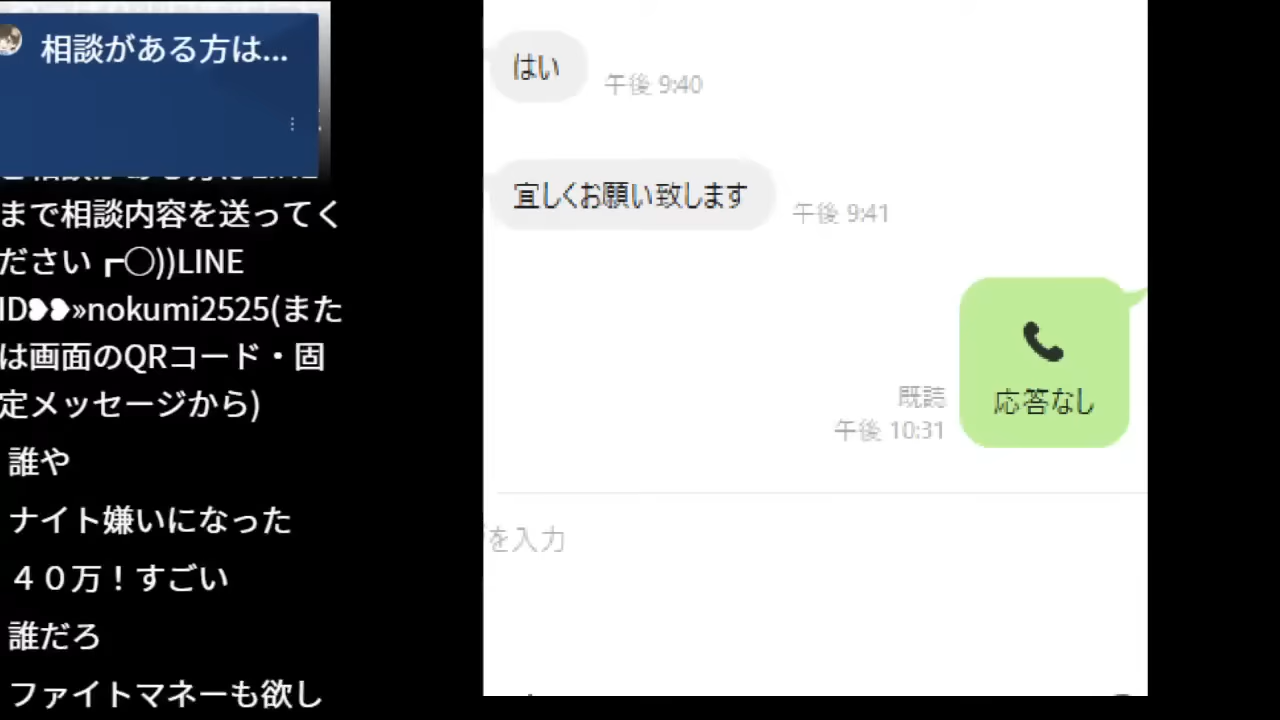 相談がある方は...
まで相談内容を送ってく
ださい┏○))LINE
ID❥❥»nokumi2525(また
は画面のQRコード・固
定メッセージから)
誰や
ナイト嫌いになった
４０万！すごい
誰だろ
ファイトマネーも欲し
はい
午後 9:40
宜しくお願い致します
午後 9:41
応答なし
既読
午後 10:31
を入力